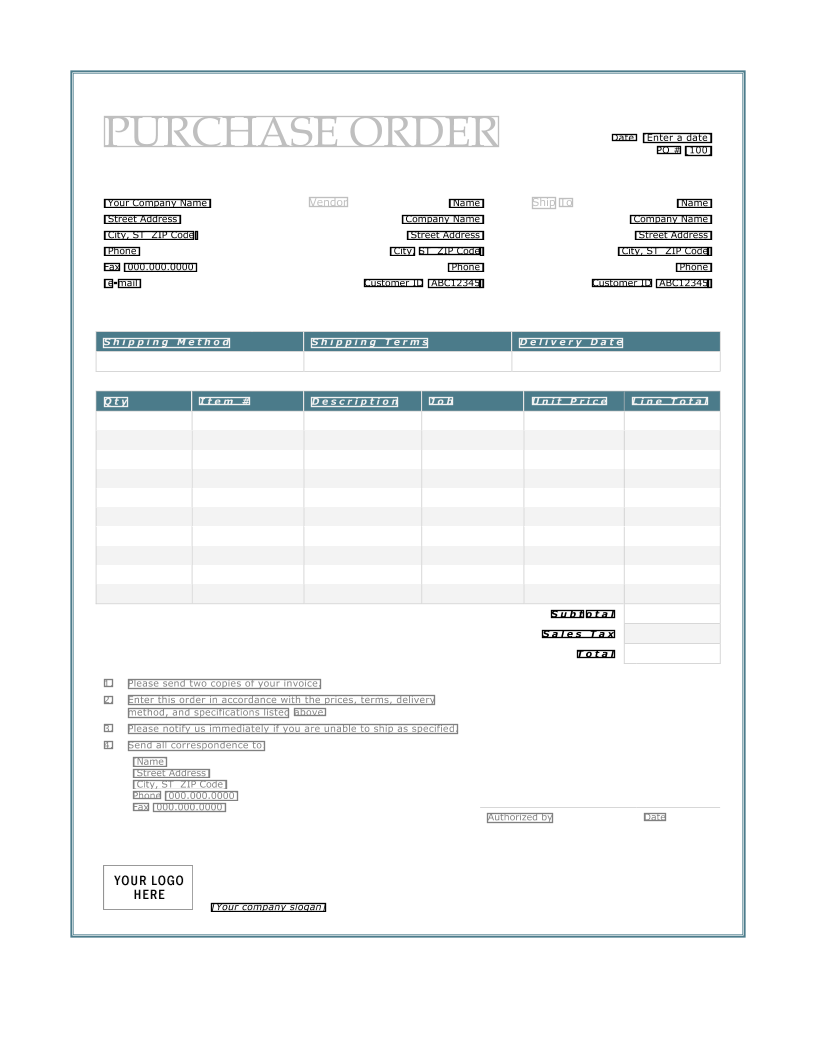 PURCHASE ORDER
Date [Enter a date]
PO # [100]
[Your Company Name]
[Street Address]
[City, ST ZIP Code]
[Phone]
Fax [000.000.0000]
[e-mail]
Vendor [Name]
[Company Name]
[Street Address]
[City, ST ZIP Code]
[Phone]
Customer ID [ABC12345]
Ship To [Name]
[Company Name]
[Street Address]
[City, ST ZIP Code]
[Phone]
Customer ID [ABC12345]
Shipping Method Shipping Terms Delivery Date
Qty Item # Description Job Unit Price Line Total
Subtotal
Sales Tax
Total
1. Please send two copies of your invoice.
2. Enter this order in accordance with the prices, terms, delivery
method, and specifications listed above.
3. Please notify us immediately if you are unable to ship as specified.
4. Send all correspondence to:
[Name]
[Street Address]
[City, ST ZIP Code]
Phone [000.000.0000]
Fax [000.000.0000]
Authorized by Date
YOUR LOGO
HERE
[Your company slogan]